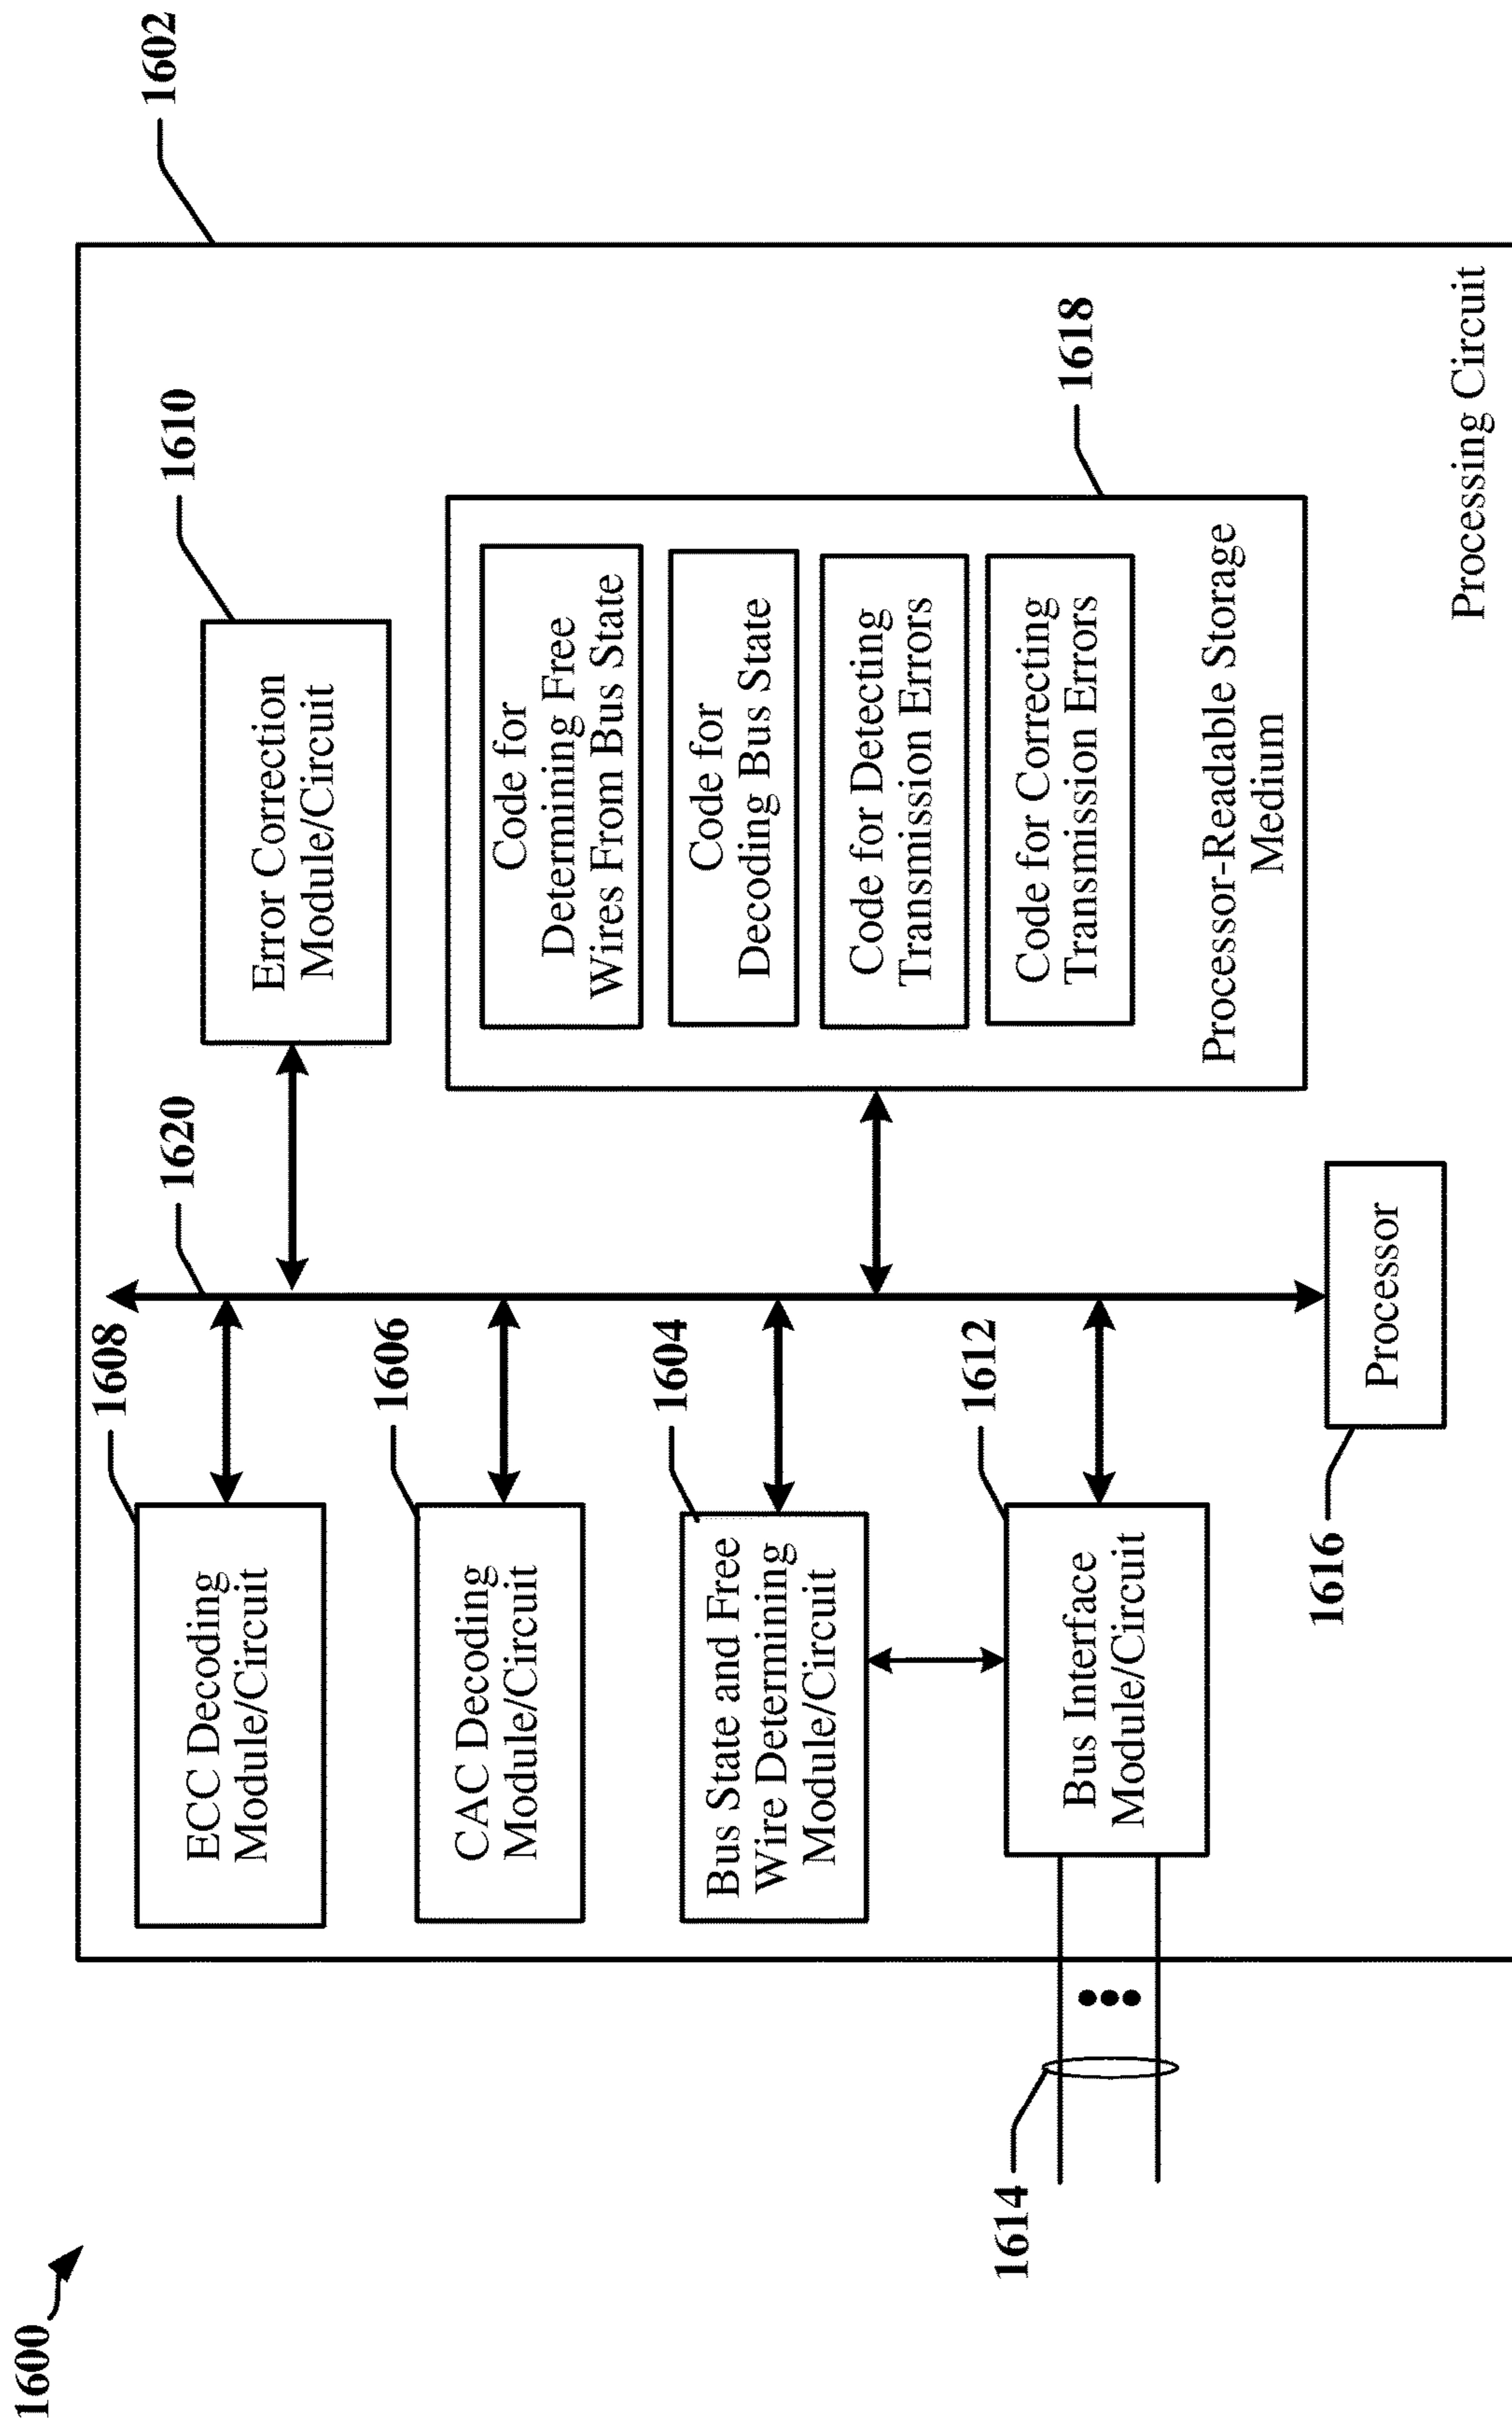 1600
1602
1608
ECC Decoding
Module/Circuit
1620
1610
Error Correction
Module/Circuit
1606
CAC Decoding
Module/Circuit
1604
Bus State and Free
Wire Determining
Module/Circuit
1612
Bus Interface
Module/Circuit
1614
1618
Code for
Determining Free
Wires From Bus State
Code for
Decoding Bus State
Code for Detecting
Transmission Errors
Code for Correcting
Transmission Errors
Processor-Readable Storage
Medium
1616
Processor
Processing Circuit